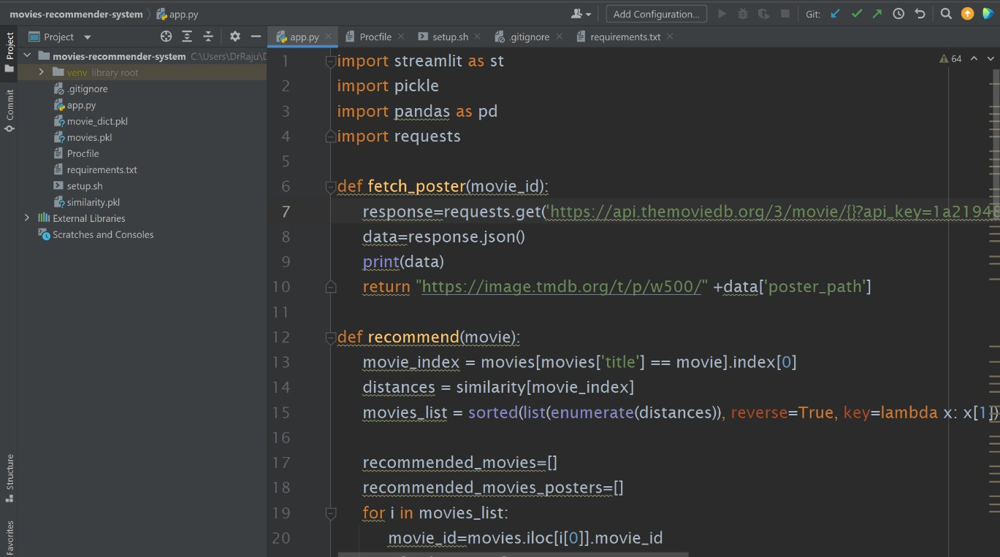 movies-recommender-system app.py Add Configuration... Git:
Project app.py Procfile setup.sh .gitignore requirements.txt
Project
Commit
Structure
Favorites
movies-recommender-system C:\Users\DrRaju\
venv library root
.gitignore
app.py
movie_dict.pkl
movies.pkl
Procfile
requirements.txt
setup.sh
similarity.pkl
External Libraries
Scratches and Consoles
64
1 import streamlit as st
2 import pickle
3 import pandas as pd
4 import requests
5
6 def fetch_poster(movie_id):
7 response=requests.get('https://api.themoviedb.org/3/movie/{}?api_key=1a21948
8 data=response.json()
9 print(data)
10 return "https://image.tmdb.org/t/p/w500/" +data['poster_path']
11
12 def recommend(movie):
13 movie_index = movies[movies['title'] == movie].index[0]
14 distances = similarity[movie_index]
15 movies_list = sorted(list(enumerate(distances)), reverse=True, key=lambda x: x[1])
16
17 recommended_movies=[]
18 recommended_movies_posters=[]
19 for i in movies_list:
20 movie_id=movies.iloc[i[0]].movie_id